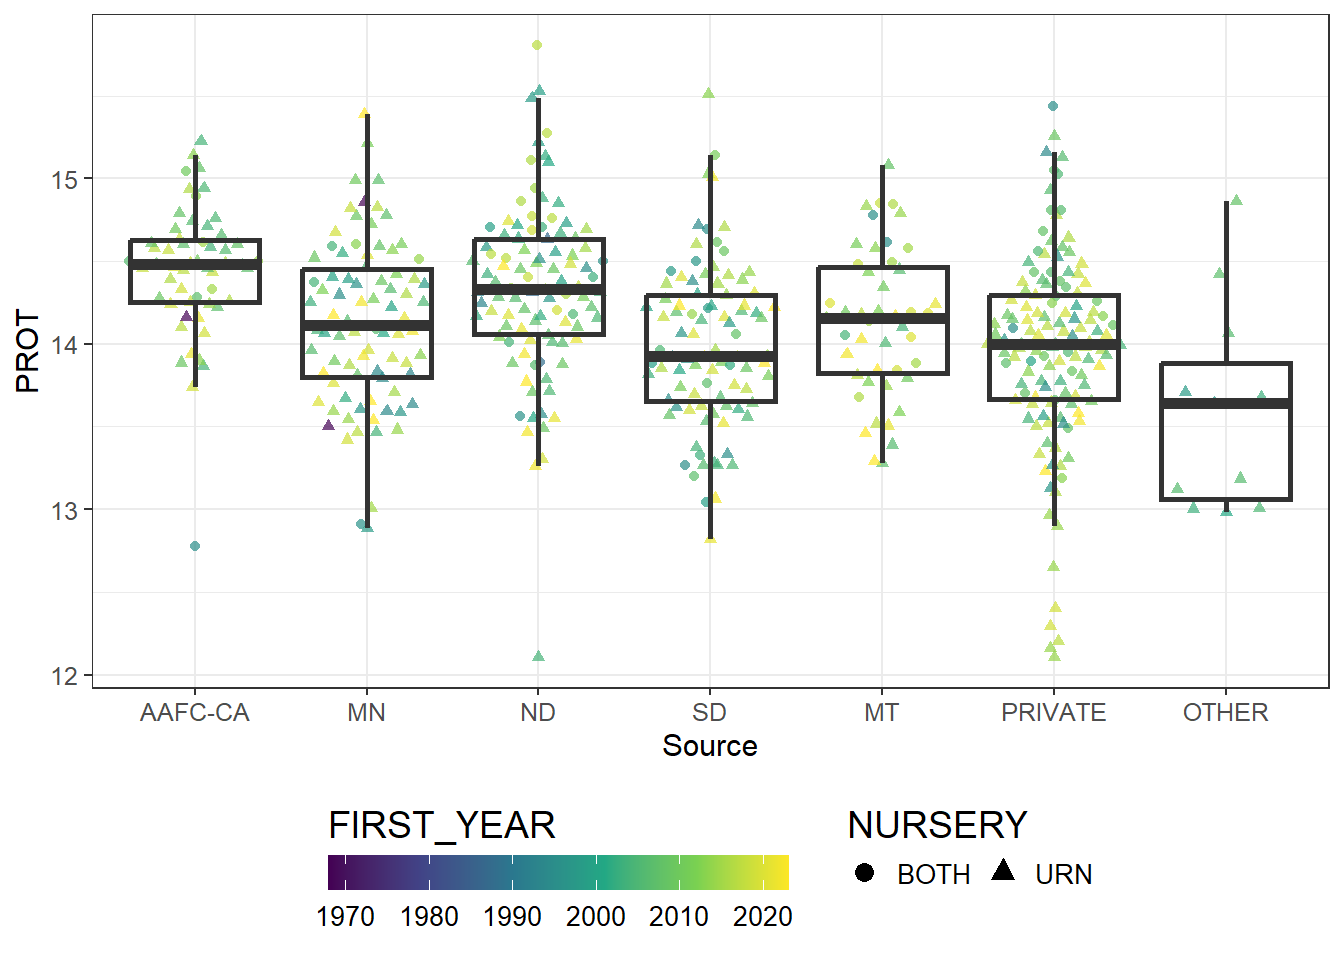 PROT
15
14
13
12
AAFC-CA MN ND SD MT PRIVATE OTHER
Source
FIRST_YEAR
1970 1980 1990 2000 2010 2020
NURSERY
BOTH URN